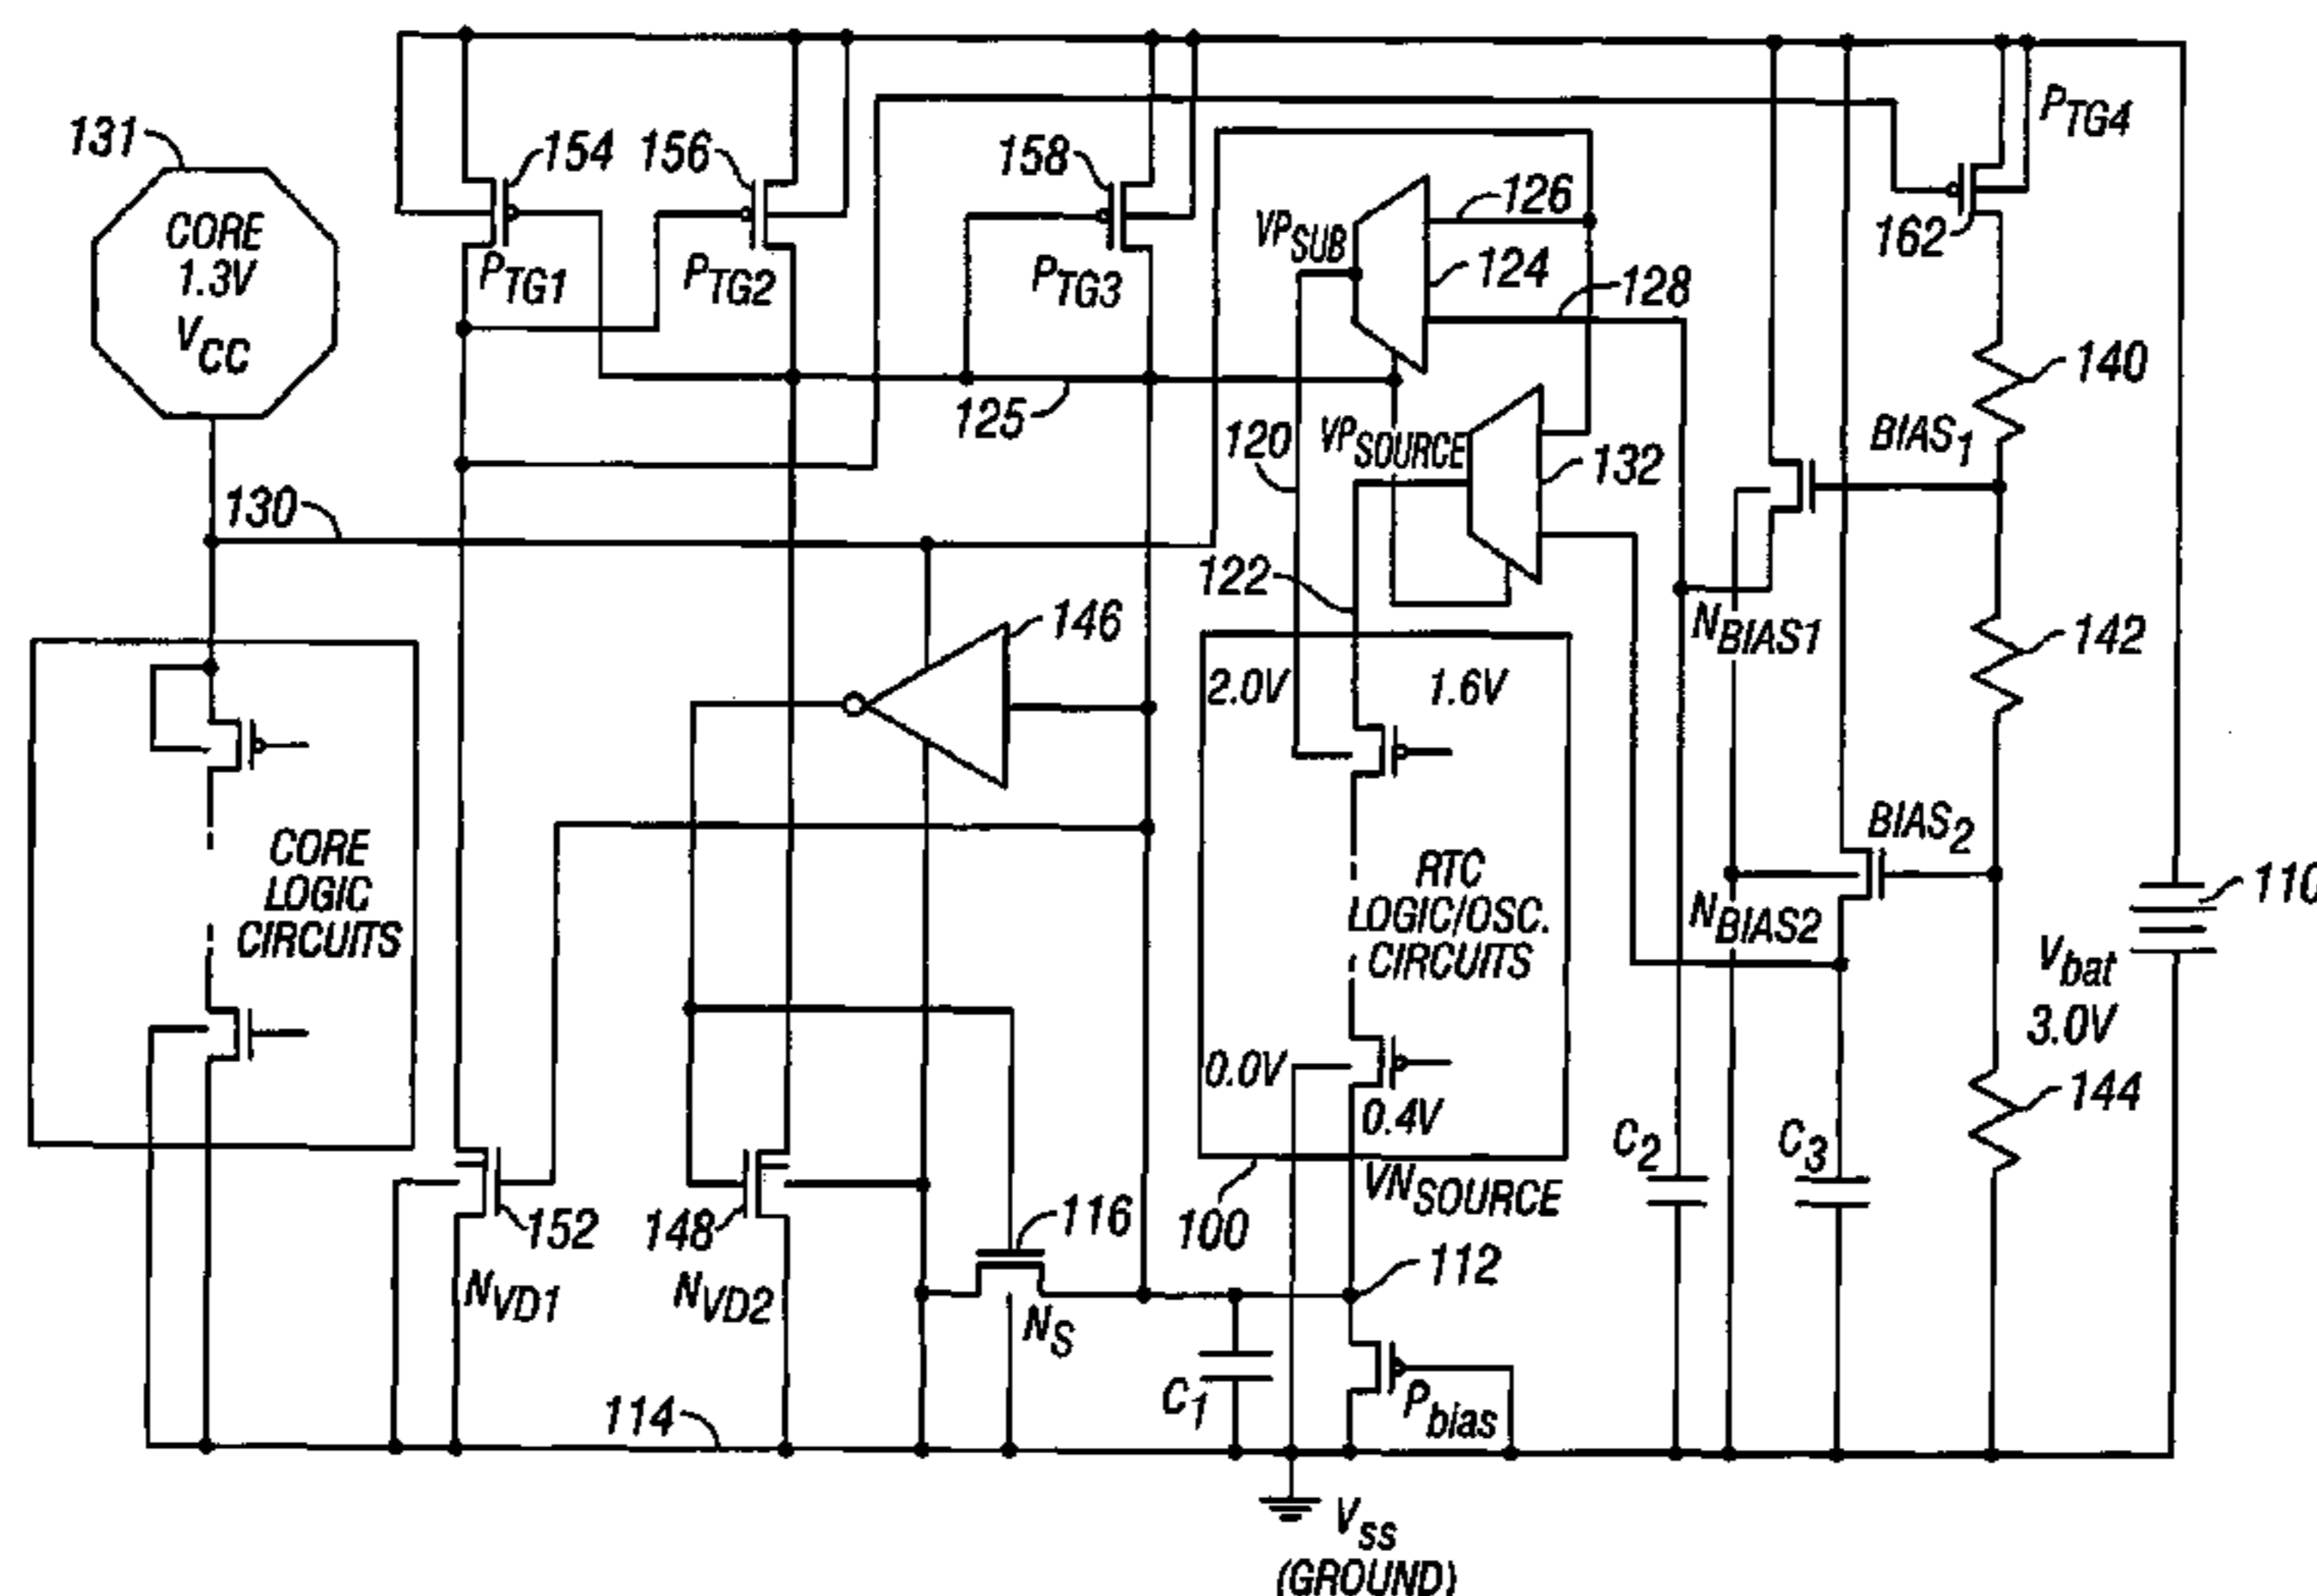 131
CORE
1.3V
VCC
154
156
158
PTG1
PTG2
PTG3
PTG4
VPSUB
126
124
128
162
140
125
120
VPSOURCE
132
BIAS1
130
122
146
NBIAS1
142
2.0V
1.6V
CORE
LOGIC
CIRCUITS
RTC
LOGIC/OSC.
CIRCUITS
BIAS2
NBIAS2
110
Vbat
3.0V
0.0V
0.4V
144
C2
C3
152
148
116
100
VNSOURCE
112
NVD1
NVD2
NS
C1
Pbias
114
Vss
(GROUND)